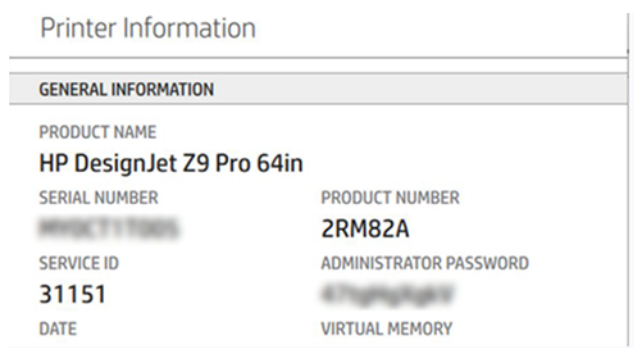 Printer Information
GENERAL INFORMATION
PRODUCT NAME
HP DesignJet Z9 Pro 64in
SERIAL NUMBER PRODUCT NUMBER
2RM82A
SERVICE ID ADMINISTRATOR PASSWORD
31151
DATE VIRTUAL MEMORY